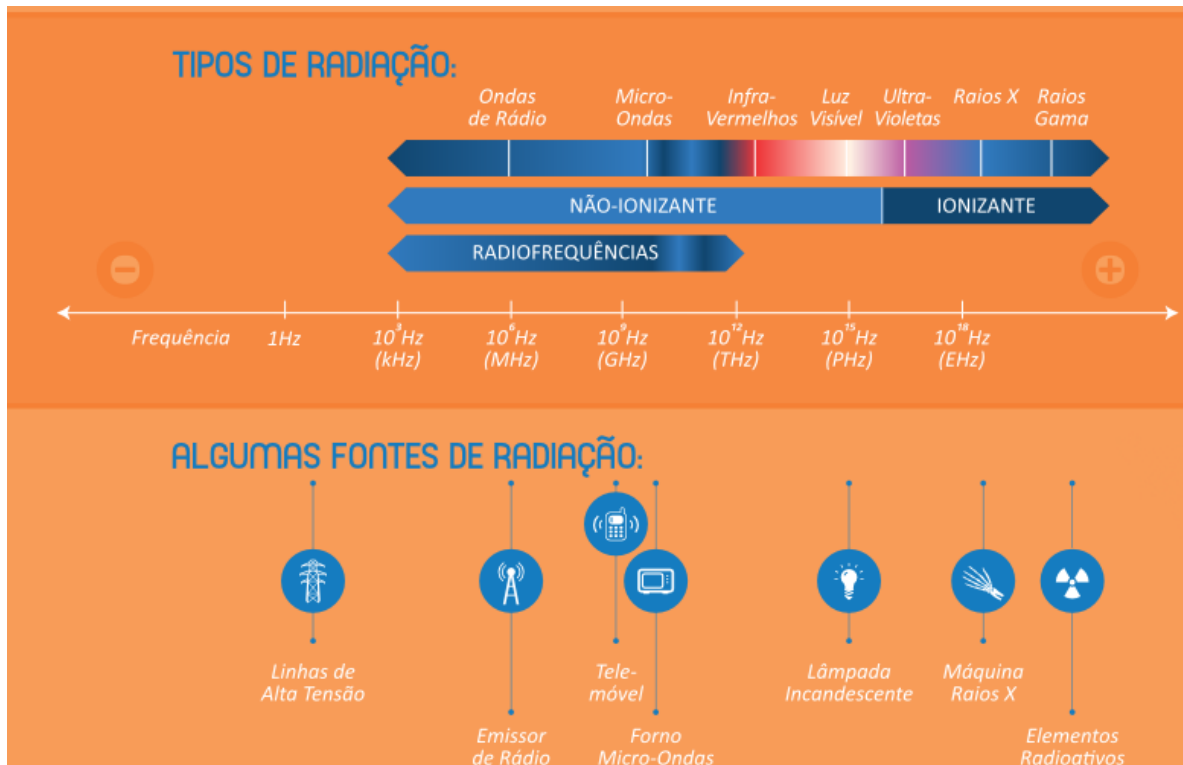 TIPOS DE RADIAÇÃO:
Ondas de Rádio
Micro-Ondas
Infra-Vermelhos
Luz Visível
Ultra-Violetas
Raios X
Raios Gama
NÃO-IONIZANTE
IONIZANTE
RADIOFREQUÊNCIAS
Frequência
1Hz
10³Hz (kHz)
10⁶Hz (MHz)
10⁹Hz (GHz)
10¹²Hz (THz)
10¹⁵Hz (PHz)
10¹⁸Hz (EHz)
ALGUMAS FONTES DE RADIAÇÃO:
Linhas de Alta Tensão
Emissor de Rádio
Tele-móvel
Forno Micro-Ondas
Lâmpada Incandescente
Máquina Raios X
Elementos Radioativos